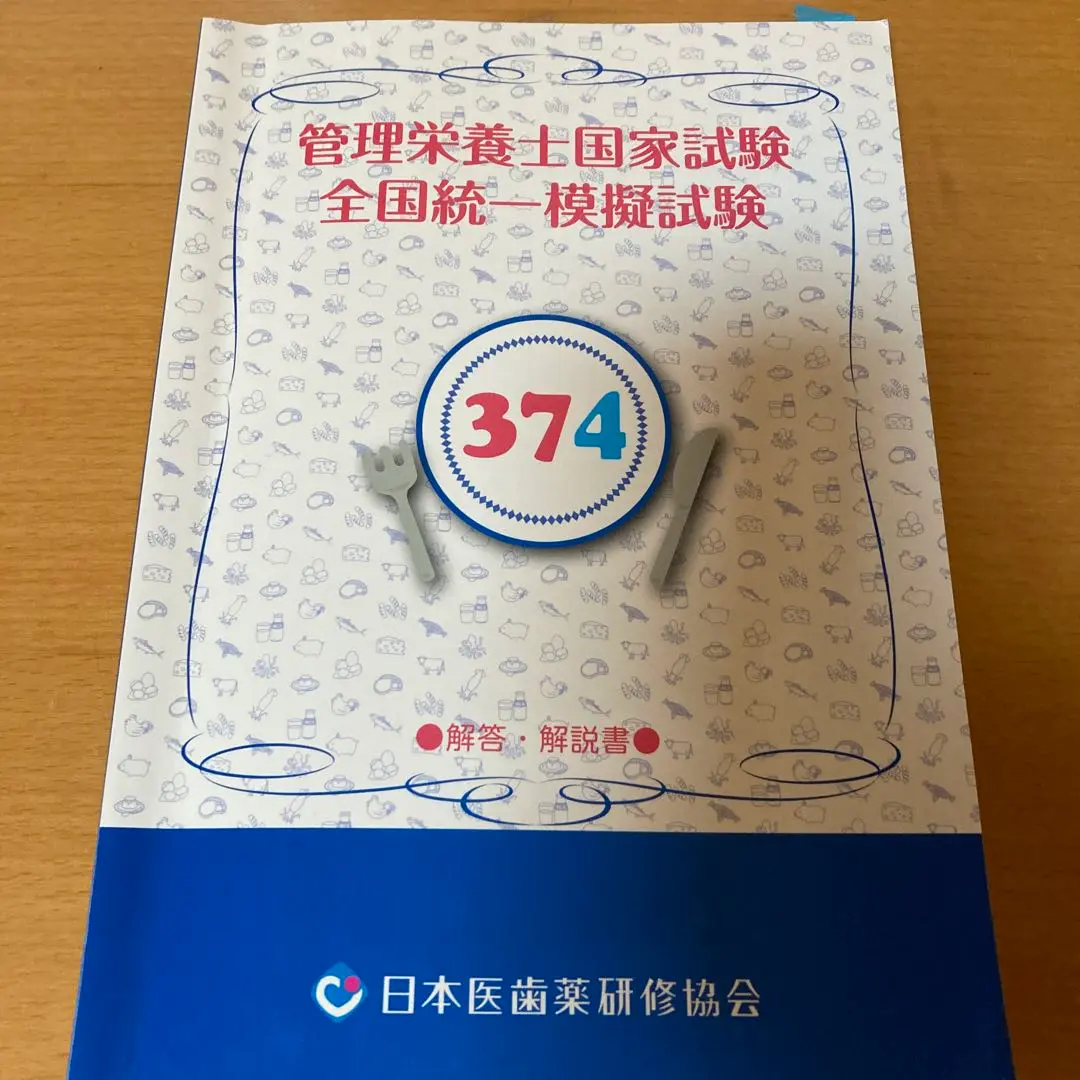 管理栄養士国家試験
全国統一模擬試験
374
●解答・解説書●
日本医歯薬研修協会